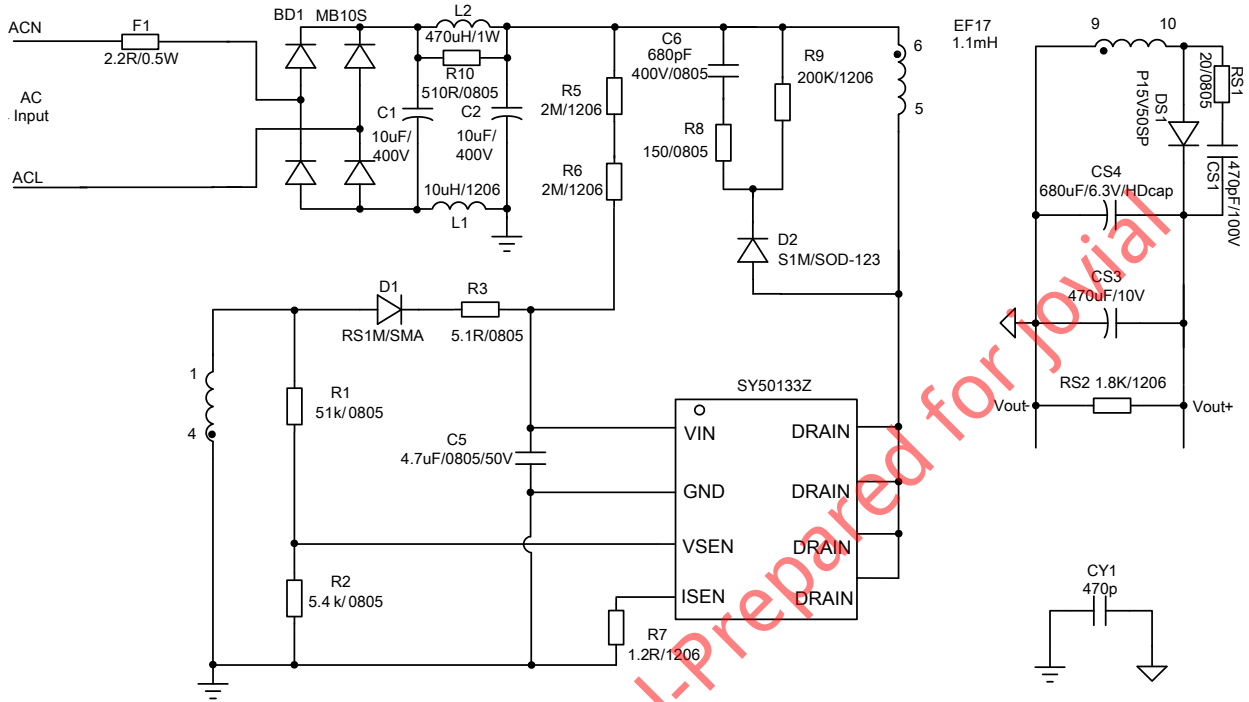 ACN
F1
2.2R/0.5W
AC
Input
ACL
BD1
MB10S
L2
470uH/1W
R10
510R/0805
C1
10uF/
400V
C2
10uF/
400V
10uH/1206
L1
R5
2M/1206
R6
2M/1206
C6
680pF
400V/0805
R8
150/0805
R9
200K/1206
D2
S1M/SOD-123
6
5
EF17
1.1mH
9
10
RS1
20/0805
DS1
P15V50SP
CS1
470pF/100V
CS4
680uF/6.3V/HDcap
CS3
470uF/10V
RS2 1.8K/1206
Vout-
Vout+
D1
RS1M/SMA
R3
5.1R/0805
1
4
R1
51k/0805
R2
5.4 k/0805
C5
4.7uF/0805/50V
SY50133Z
VIN
GND
VSEN
ISEN
DRAIN
DRAIN
DRAIN
DRAIN
R7
1.2R/1206
CY1
470p
l-Prepared for jovial